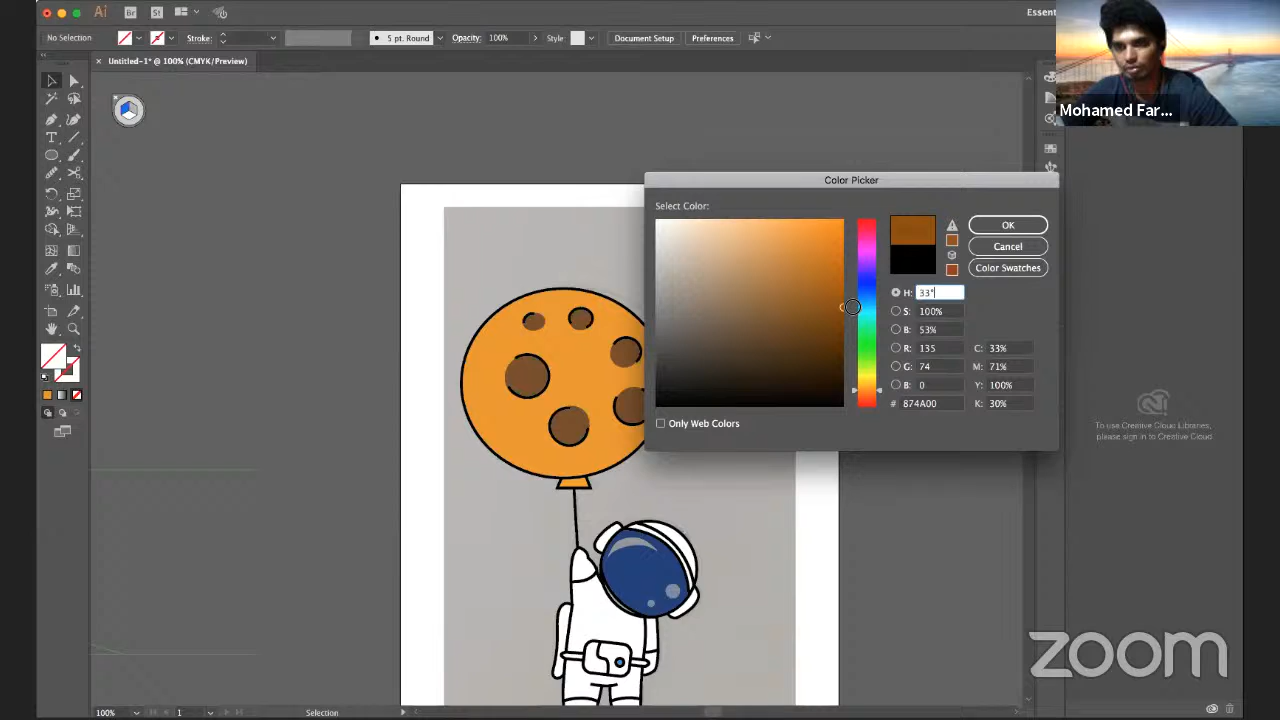 Ai Br St Essent
No Selection Stroke: 5 pt. Round Opacity: 100% Style Document Setup Preferences
× Untitled-1* @ 100% (CMYK/Preview)
Mohamed Far...
Color Picker
Select Color:
OK
Cancel
Color Swatches
H: 33°
S: 100%
B: 53%
R: 135 C: 33%
G: 74 M: 71%
B: 0 Y: 100%
# 874A00 K: 30%
Only Web Colors
To use Creative Cloud Libraries,
please sign in to Creative Cloud
zoom
100% 1 Selection